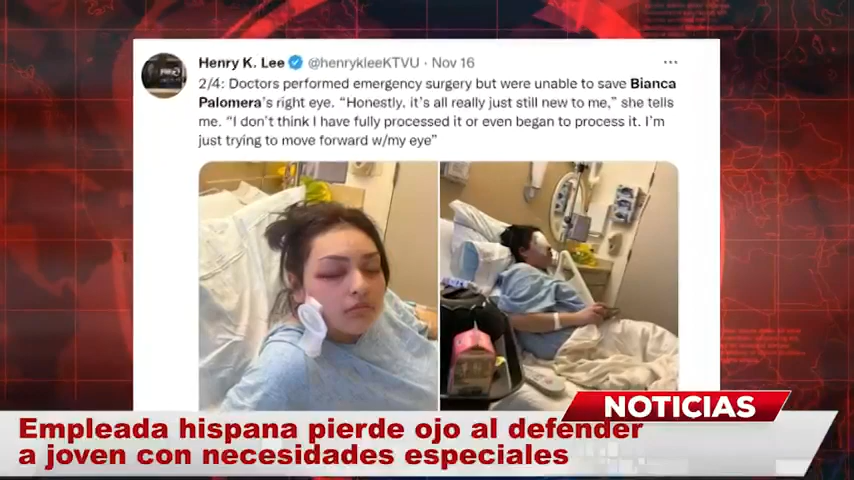 Henry K. Lee @henrykleeKTVU · Nov 16
2/4: Doctors performed emergency surgery but were unable to save Bianca
Palomera's right eye. “Honestly, it's all really just still new to me,” she tells
me. “I don't think I have fully processed it or even began to process it. I'm
just trying to move forward w/my eye”
NOTICIAS
Empleada hispana pierde ojo al defender
a joven con necesidades especiales